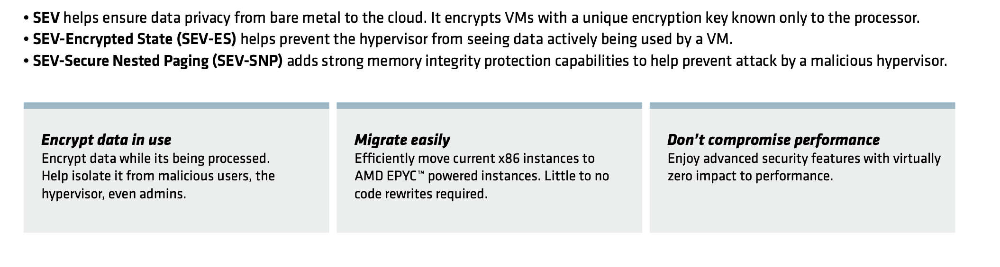 • SEV helps ensure data privacy from bare metal to the cloud. It encrypts VMs with a unique encryption key known only to the processor.
• SEV-Encrypted State (SEV-ES) helps prevent the hypervisor from seeing data actively being used by a VM.
• SEV-Secure Nested Paging (SEV-SNP) adds strong memory integrity protection capabilities to help prevent attack by a malicious hypervisor.
Encrypt data in use
Encrypt data while its being processed.
Help isolate it from malicious users, the
hypervisor, even admins.
Migrate easily
Efficiently move current x86 instances to
AMD EPYC™ powered instances. Little to no
code rewrites required.
Don’t compromise performance
Enjoy advanced security features with virtually
zero impact to performance.